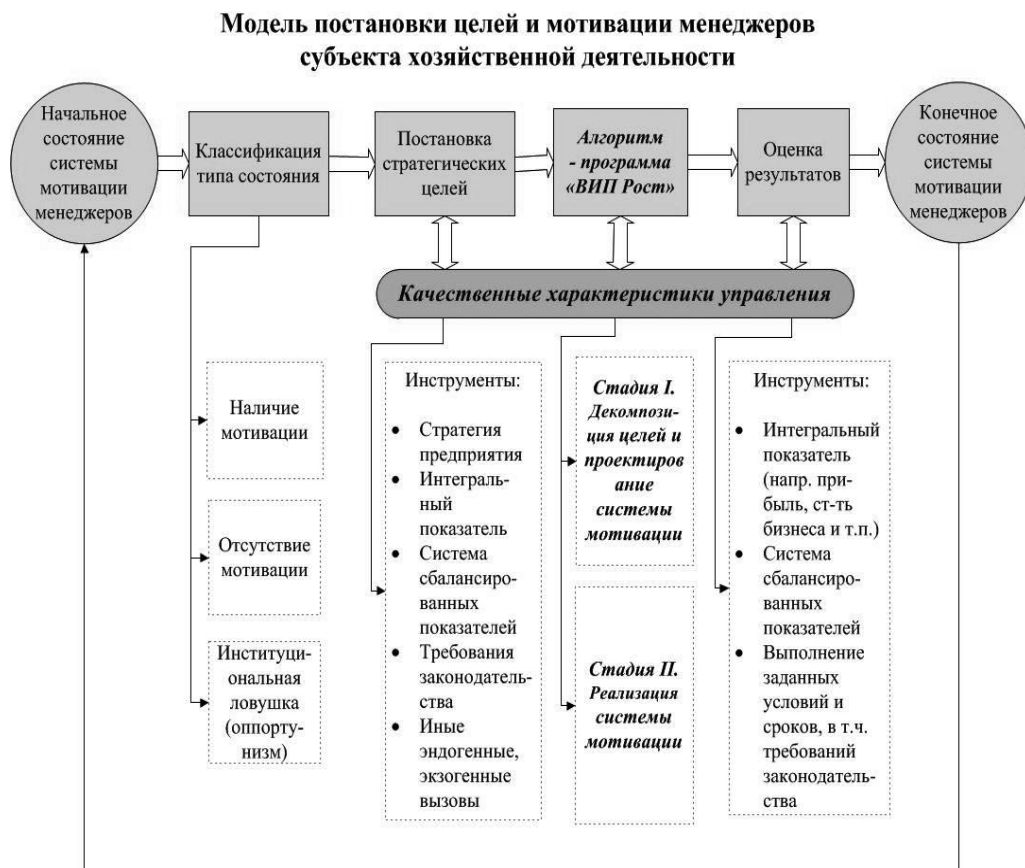 Модель постановки целей и мотивации менеджеров
субъекта хозяйственной деятельности
Начальное
состояние
системы
мотивации
менеджеров
Классификация
типа состояния
Постановка
стратегических
целей
Алгоритм
- программа
«ВИП Рост»
Оценка
результатов
Конечное
состояние
системы
мотивации
менеджеров
Качественные характеристики управления
Наличие
мотивации
Отсутствие
мотивации
Институци-
ональная
ловушка
(оппорту-
низм)
Инструменты:
• Стратегия
предприятия
• Интеграль-
ный
показатель
• Система
сбалансиро-
ванных
показателей
• Требования
законодатель-
ства
• Иные
эндогенные,
экзогенные
вызовы
Стадия I.
Декомпози-
ция целей и
проектиров
ание
системы
мотивации
Стадия II.
Реализация
системы
мотивации
Инструменты:
• Интегральный
показатель
(напр. при-
быль, ст-ть
бизнеса и т.п.)
• Система
сбалансиро-
ванных
показателей
• Выполнение
заданных
условий и
сроков, в т.ч.
требований
законодатель-
ства